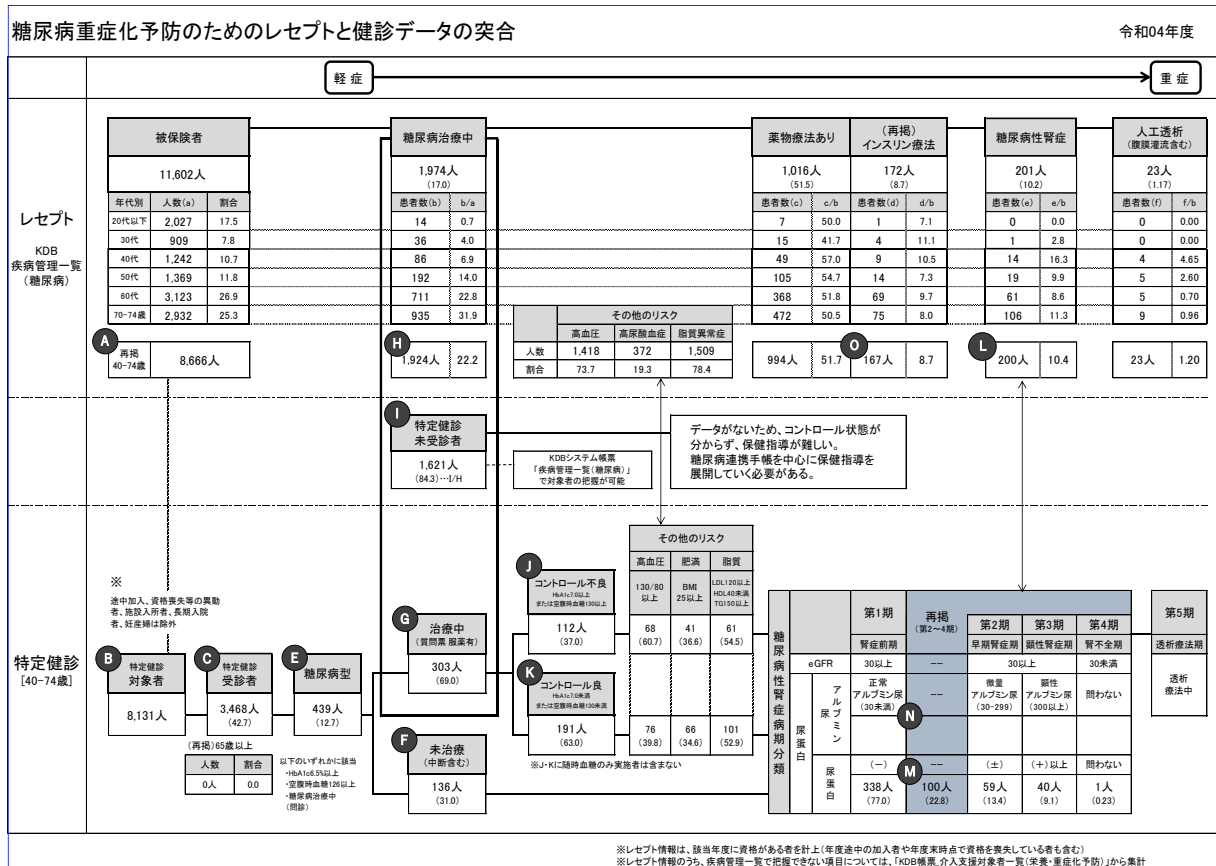 糖尿病重症化予防のためのレセプトと健診データの突合
令和04年度
軽 症
重 症
レセプト
KDB
疾病管理一覧
(糖尿病)
被保険者
11,602人
年代別 人数(a) 割合
20代以下 2,027 17.5
30代 909 7.8
40代 1,242 10.7
50代 1,369 11.8
60代 3,123 26.9
70-74歳 2,932 25.3
A
再掲
40-74歳
8,666人
糖尿病治療中
1,974人
(17.0)
患者数(b) b/a
14 0.7
36 4.0
86 6.9
192 14.0
711 22.8
935 31.9
H
1,924人 22.2
その他のリスク
高血圧 高尿酸血症 脂質異常症
人数 1,418 372 1,509
割合 73.7 19.3 78.4
薬物療法あり
1,016人
(51.5)
患者数(c) c/b
7 50.0
15 41.7
49 57.0
105 54.7
368 51.8
472 50.5
994人 51.7
(再掲)
インスリン療法
172人
(8.7)
患者数(d) d/b
1 7.1
4 11.1
9 10.5
14 7.3
69 9.7
75 8.0
O
167人 8.7
糖尿病性腎症
201人
(10.2)
患者数(e) e/b
0 0.0
1 2.8
14 16.3
19 9.9
61 8.6
106 11.3
L
200人 10.4
人工透析
(腹膜灌流含む)
23人
(1.17)
患者数(f) f/b
0 0.00
0 0.00
4 4.65
5 2.60
5 0.70
9 0.96
23人 1.20
I
特定健診
未受診者
1,621人
(84.3)…I/H
KDBシステム帳票
「疾病管理一覧(糖尿病)」
で対象者の把握が可能
データがないため、コントロール状態が
分からず、保健指導が難しい。
糖尿病連携手帳を中心に保健指導を
展開していく必要がある。
特定健診
[40-74歳]
※
途中加入、資格喪失等の異動
者、施設入所者、長期入院
者、妊産婦は除外
B
特定健診
対象者
8,131人
C
特定健診
受診者
3,468人
(42.7)
(再掲)65歳以上
人数 割合
0人 0.0
E
糖尿病型
439人
(12.7)
以下のいずれかに該当
・HbA1c6.5%以上
・空腹時血糖126以上
・糖尿病治療中
(問診)
G
治療中
(質問票 服薬有)
303人
(69.0)
F
未治療
(中断含む)
136人
(31.0)
J
コントロール不良
HbA1c7.0以上
または空腹時血糖130以上
112人
(37.0)
K
コントロール良
HbA1c7.0未満
または空腹時血糖130未満
191人
(63.0)
その他のリスク
高血圧 肥満 脂質
130/80
以上
BMI
25以上
LDL120以上
HDL40未満
TG150以上
68 41 61
(60.7) (36.6) (54.5)
76 66 101
(39.8) (34.6) (52.9)
※J・Kに随時血糖のみ実施者は含まない
糖尿病性腎症病期分類
第1期
腎症前期
再掲
(第2~4期)
第2期
早期腎症期
第3期
顕性腎症期
第4期
腎不全期
第5期
透析療法期
透析
療法中
eGFR 30以上 -- 30以上 30未満
尿蛋白
尿アルブミン
正常
アルブミン尿
(30未満)
--
微量
アルブミン尿
(30-299)
顕性
アルブミン尿
(300以上)
問わない
N
尿蛋白
M
(-) -- (±) (+)以上 問わない
338人 100人 59人 40人 1人
(77.0) (22.8) (13.4) (9.1) (0.23)
※レセプト情報は、該当年度に資格がある者を計上(年度途中の加入者や年度末時点で資格を喪失している者も含む)
※レセプト情報のうち、疾病管理一覧で把握できない項目については、「KDB帳票_介入支援対象者一覧(栄養・重症化予防)」から集計